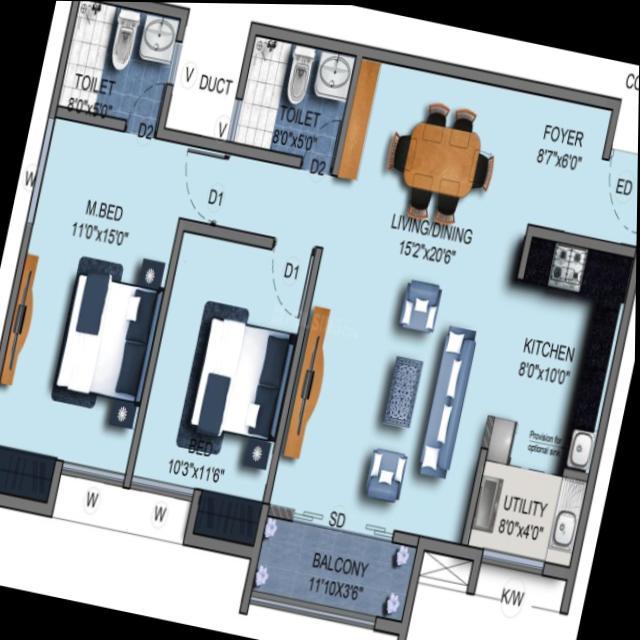 CO
TOILET
8'0"x5'0"
D2
V
DUCT
V
TOILET
8'0"x5'0"
D2
FOYER
8'7"x6'0"
ED
W
M.BED
11'0"x15'0"
D1
LIVING/DINING
15'2"x20'6"
D1
KITCHEN
8'0"x10'0"
Provision for
optional sink
BED
10'3"x11'6"
W
W
SD
UTILITY
8'0"x4'0"
BALCONY
11'10X3'6"
K/W